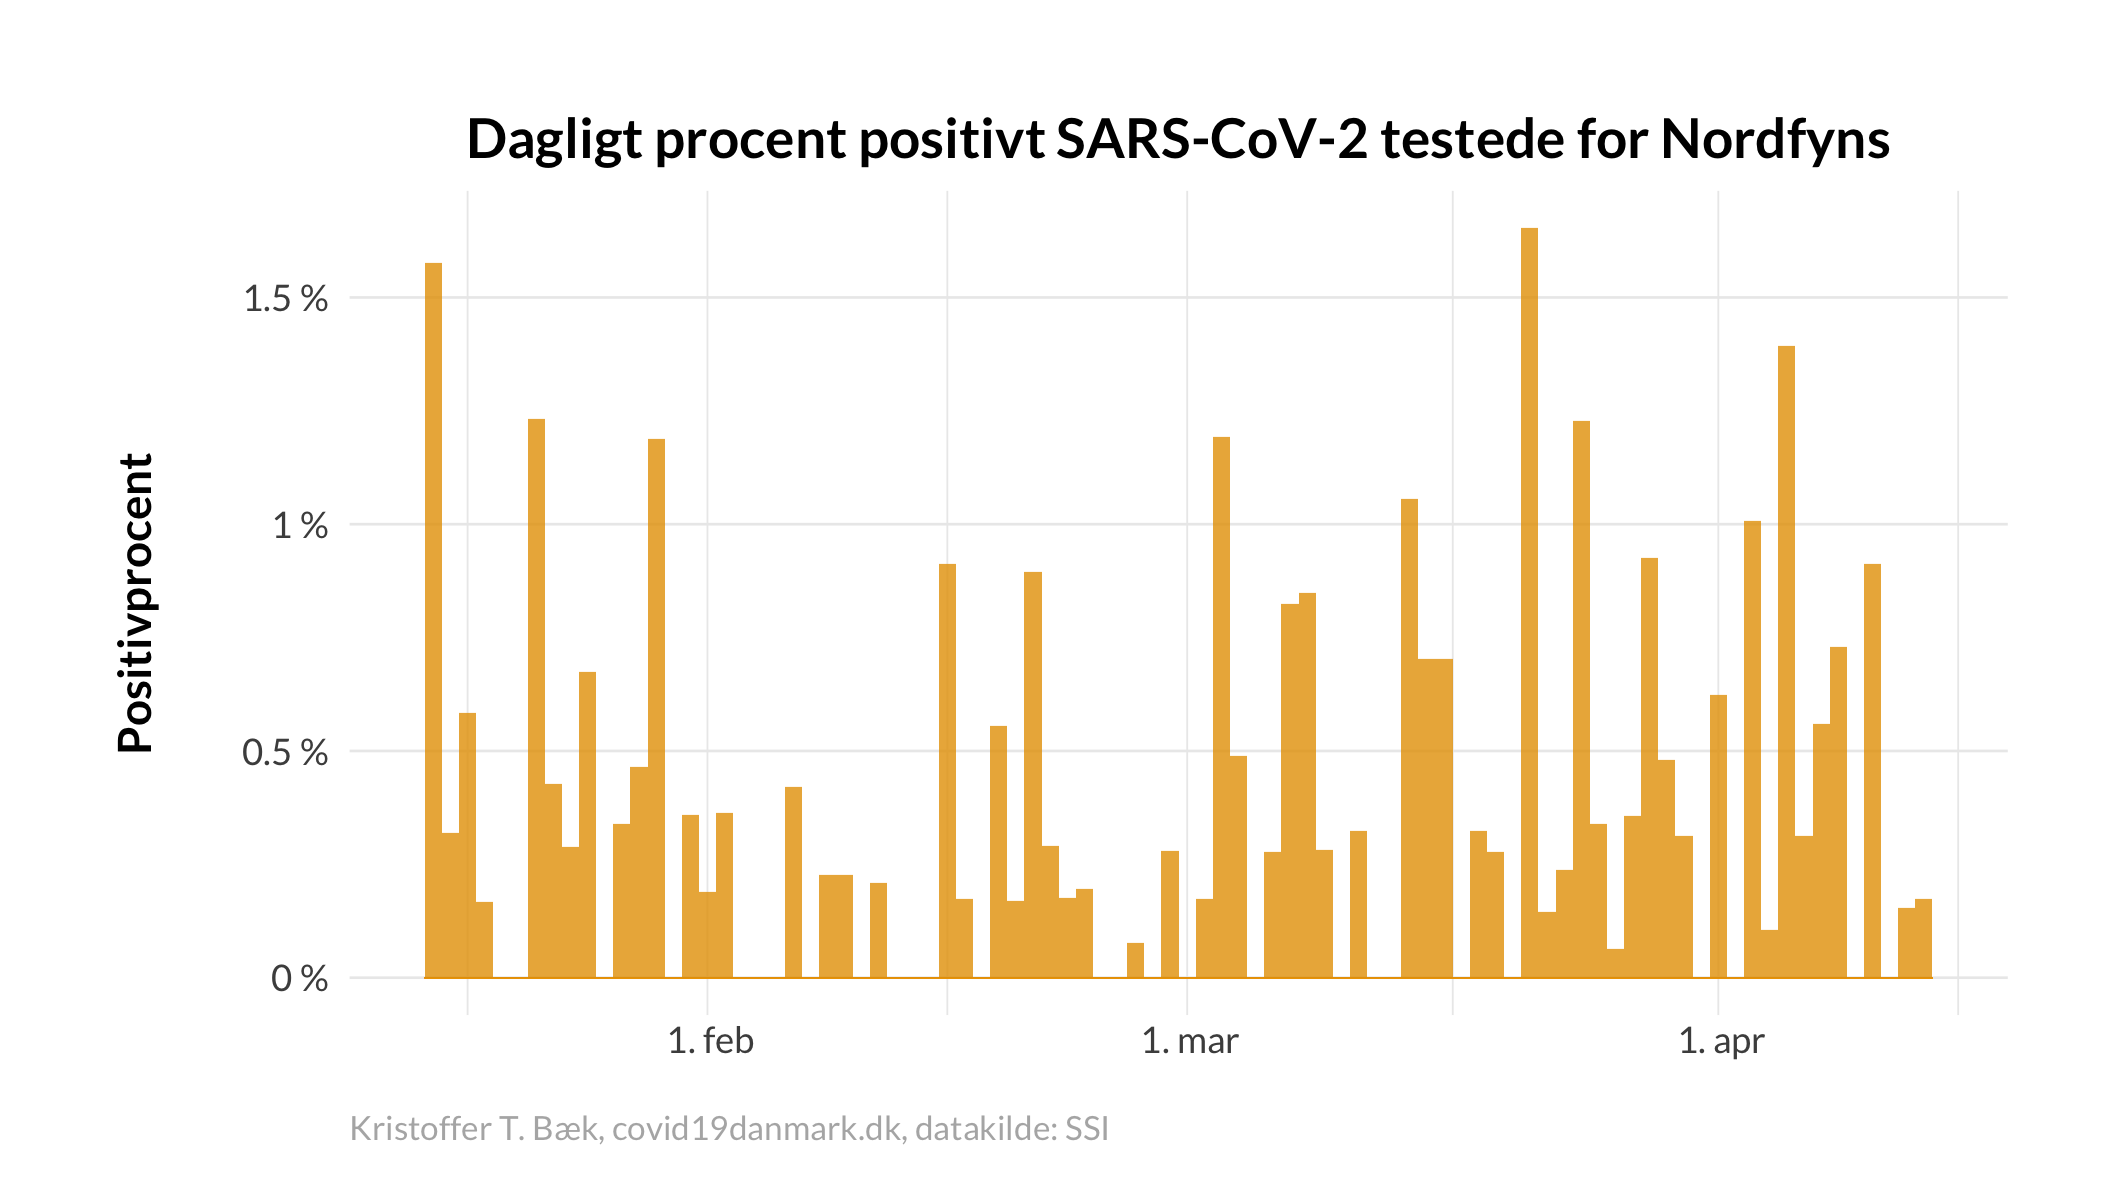 Dagligt procent positivt SARS-CoV-2 testede for Nordfyns
Positivprocent
1.5 %
1 %
0.5 %
0 %
1. feb
1. mar
1. apr
Kristoffer T. Bæk, covid19danmark.dk, datakilde: SSI